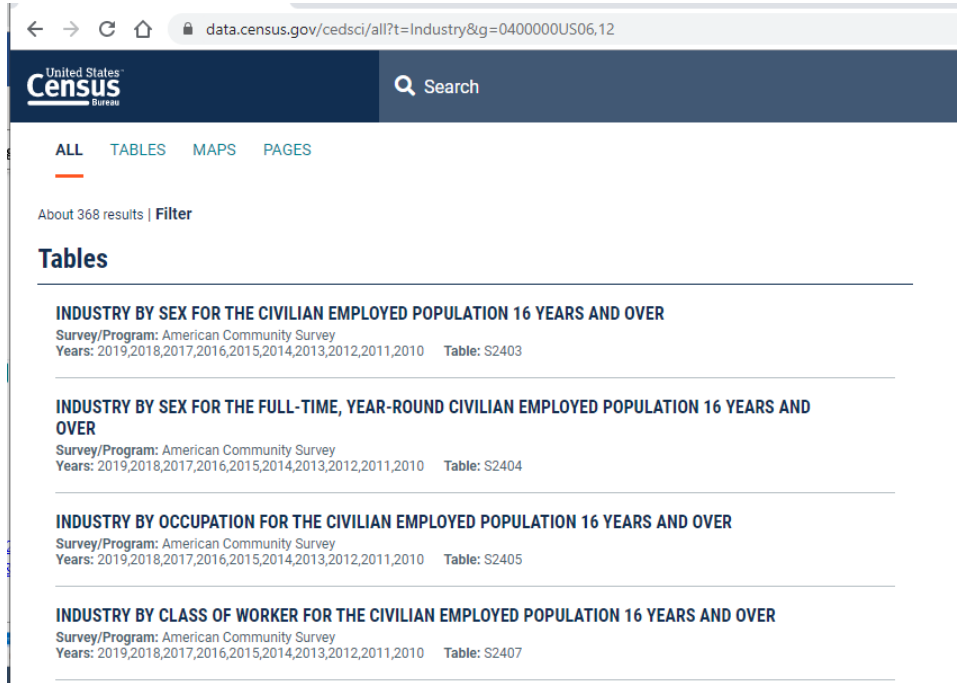 data.census.gov/cedsci/all?t=Industry&g=0400000US06,12
United States™
Census
Bureau
Search
ALL TABLES MAPS PAGES
About 368 results | Filter
Tables
INDUSTRY BY SEX FOR THE CIVILIAN EMPLOYED POPULATION 16 YEARS AND OVER
Survey/Program: American Community Survey
Years: 2019,2018,2017,2016,2015,2014,2013,2012,2011,2010 Table: S2403
INDUSTRY BY SEX FOR THE FULL-TIME, YEAR-ROUND CIVILIAN EMPLOYED POPULATION 16 YEARS AND
OVER
Survey/Program: American Community Survey
Years: 2019,2018,2017,2016,2015,2014,2013,2012,2011,2010 Table: S2404
INDUSTRY BY OCCUPATION FOR THE CIVILIAN EMPLOYED POPULATION 16 YEARS AND OVER
Survey/Program: American Community Survey
Years: 2019,2018,2017,2016,2015,2014,2013,2012,2011,2010 Table: S2405
INDUSTRY BY CLASS OF WORKER FOR THE CIVILIAN EMPLOYED POPULATION 16 YEARS AND OVER
Survey/Program: American Community Survey
Years: 2019,2018,2017,2016,2015,2014,2013,2012,2011,2010 Table: S2407